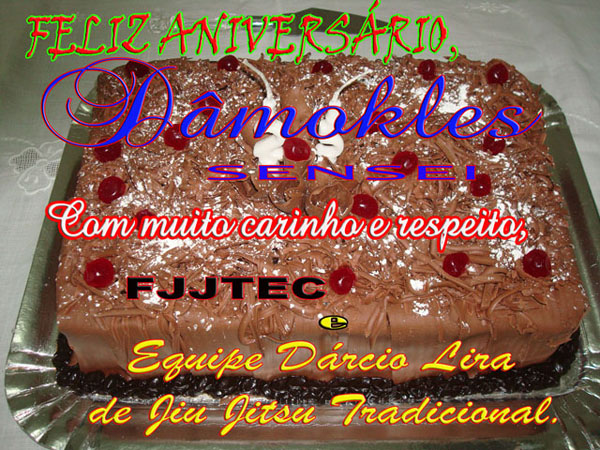 FELIZ ANIVERSÁRIO,
Dâmokles
SENSEI
Com muito carinho e respeito,
FJJTEC
e
Equipe Dárcio Lira
de Jiu Jitsu Tradicional.